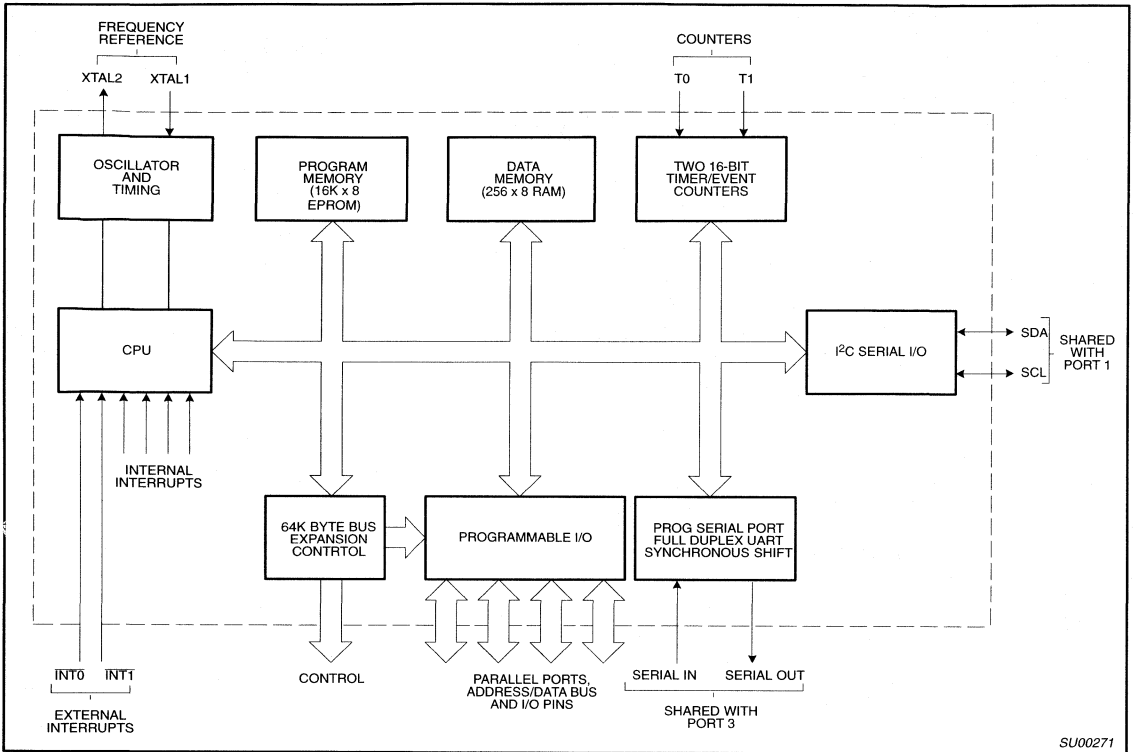 FREQUENCY
REFERENCE
XTAL2 XTAL1
COUNTERS
T0 T1
OSCILLATOR
AND
TIMING
PROGRAM
MEMORY
(16K x 8
EPROM)
DATA
MEMORY
(256 x 8 RAM)
TWO 16-BIT
TIMER/EVENT
COUNTERS
CPU
I²C SERIAL I/O
SDA
SCL
SHARED
WITH
PORT 1
INTERNAL
INTERRUPTS
64K BYTE BUS
EXPANSION
CONTRTOL
PROGRAMMABLE I/O
PROG SERIAL PORT
FULL DUPLEX UART
SYNCHRONOUS SHIFT
INT0 INT1
EXTERNAL
INTERRUPTS
CONTROL
PARALLEL PORTS,
ADDRESS/DATA BUS
AND I/O PINS
SERIAL IN SERIAL OUT
SHARED WITH
PORT 3
SU00271